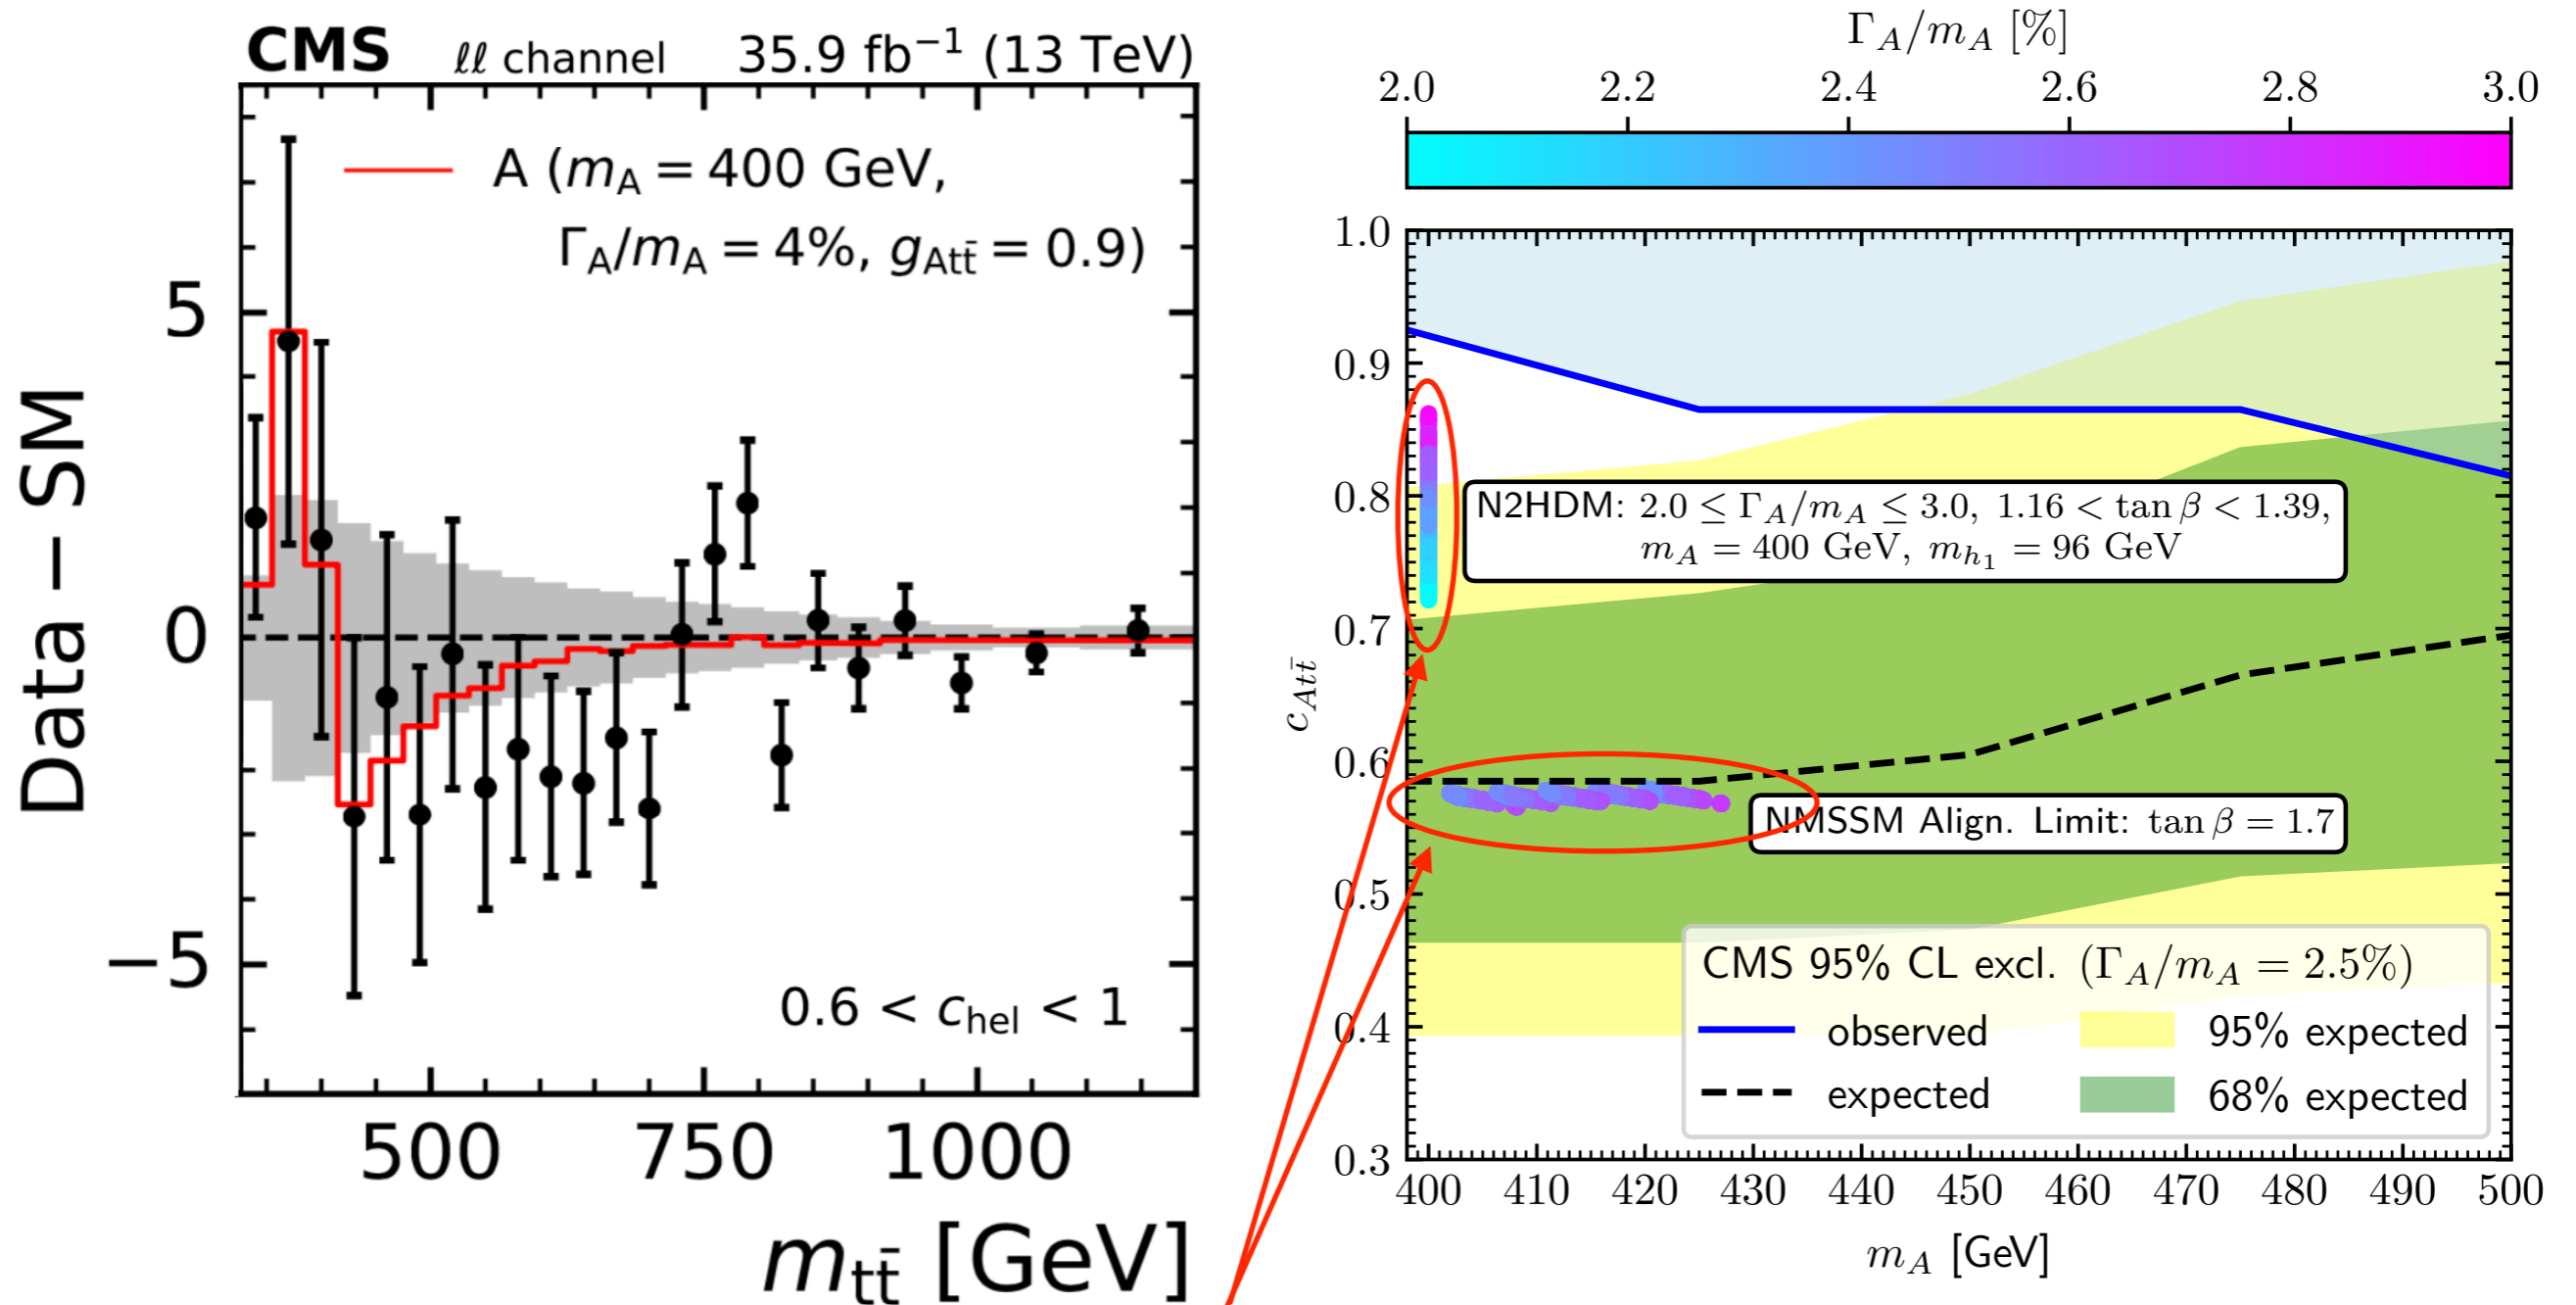 CMS ℓℓ channel 35.9 fb⁻¹ (13 TeV)
A (m_A = 400 GeV,
Γ_A/m_A = 4%, g_Att̄ = 0.9)
Data − SM
5
0
−5
0.6 < c_hel < 1
500 750 1000
m_tt̄ [GeV]
Γ_A/m_A [%]
2.0 2.2 2.4 2.6 2.8 3.0
1.0
0.9
0.8
0.7
0.6
0.5
0.4
0.3
c_Att̄
N2HDM: 2.0 ≤ Γ_A/m_A ≤ 3.0, 1.16 < tan β < 1.39,
m_A = 400 GeV, m_h₁ = 96 GeV
NMSSM Align. Limit: tan β = 1.7
CMS 95% CL excl. (Γ_A/m_A = 2.5%)
observed 95% expected
expected 68% expected
400 410 420 430 440 450 460 470 480 490 500
m_A [GeV]